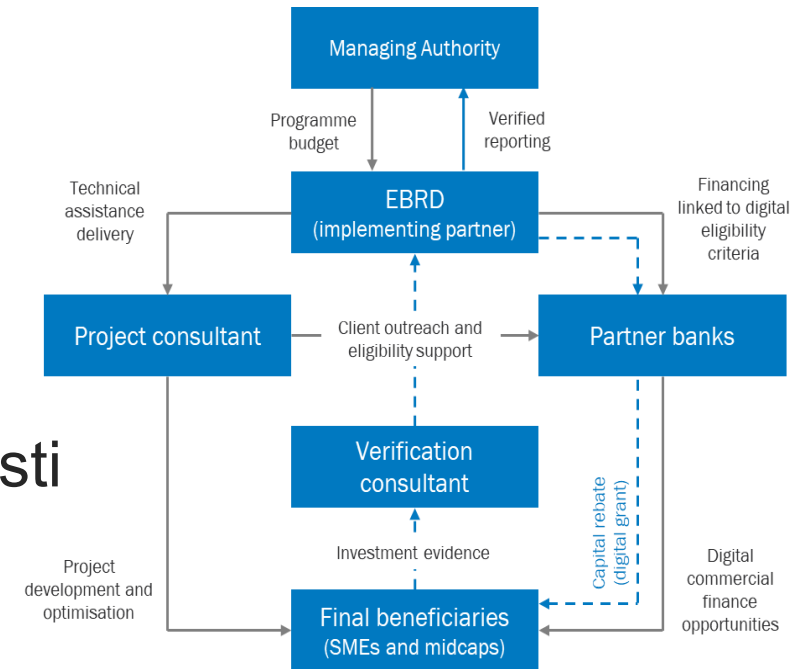 Managing Authority
Programme
budget
Verified
reporting
Technical
assistance
delivery
EBRD
(implementing partner)
Financing
linked to digital
eligibility
criteria
Project consultant
Client outreach and
eligibility support
Partner banks
sti
Verification
consultant
Capital rebate
(digital grant)
Investment evidence
Project
development and
optimisation
Digital
commercial
finance
opportunities
Final beneficiaries
(SMEs and midcaps)